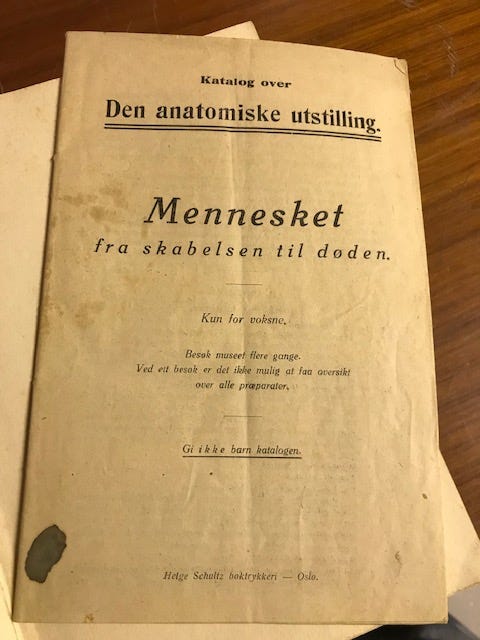 Katalog over
Den anatomiske utstilling.
Mennesket
fra skabelsen til døden.
Kun for voksne.
Besøk museet flere gange.
Ved ett besøk er det ikke mulig at faa oversikt
over alle præparater.
Gi ikke barn katalogen.
Helge Schultz boktrykkeri — Oslo.